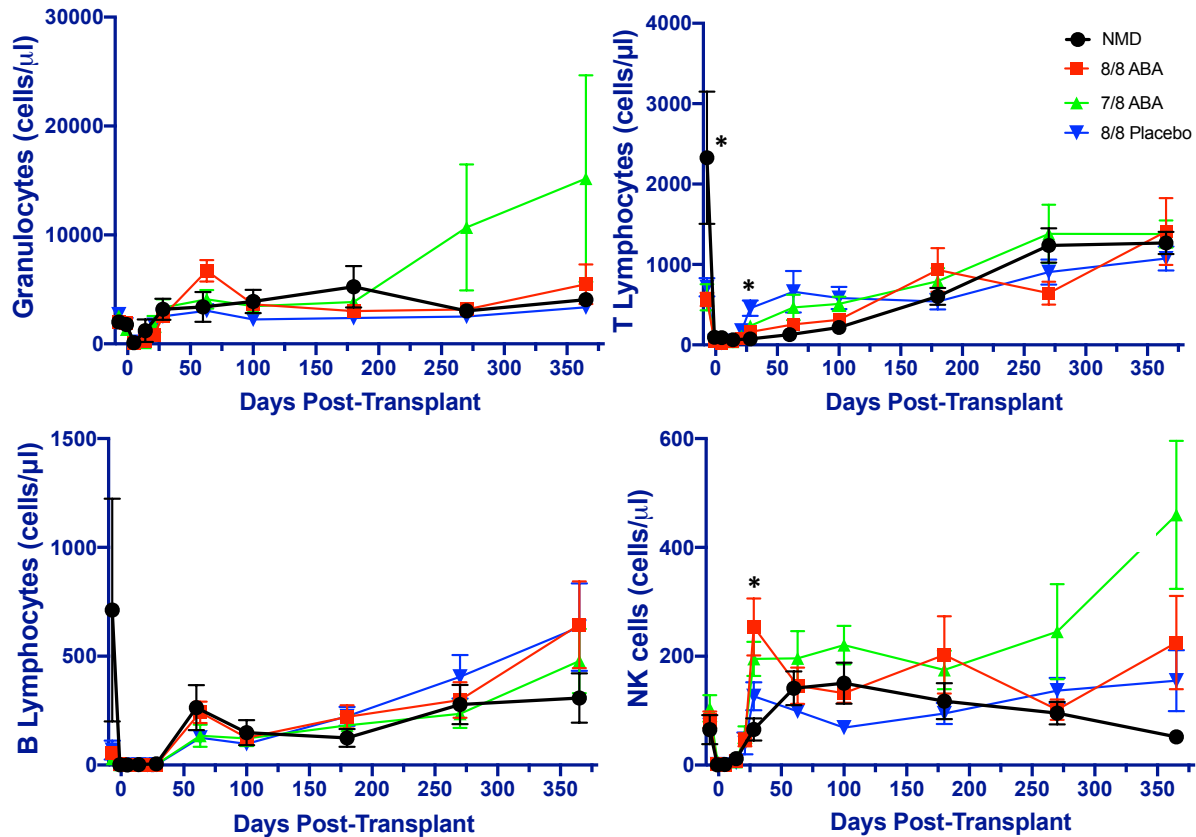 Granulocytes (cells/μl)
30000
20000
10000
0
0 50 100 150 200 250 300 350
Days Post-Transplant
T Lymphocytes (cells/μl)
4000
3000
2000
1000
0
*
*
NMD
8/8 ABA
7/8 ABA
8/8 Placebo
0 50 100 150 200 250 300 350
Days Post-Transplant
B Lymphocytes (cells/μl)
1500
1000
500
0
0 50 100 150 200 250 300 350
Days Post-Transplant
NK cells (cells/μl)
600
400
200
0
*
0 50 100 150 200 250 300 350
Days Post-Transplant